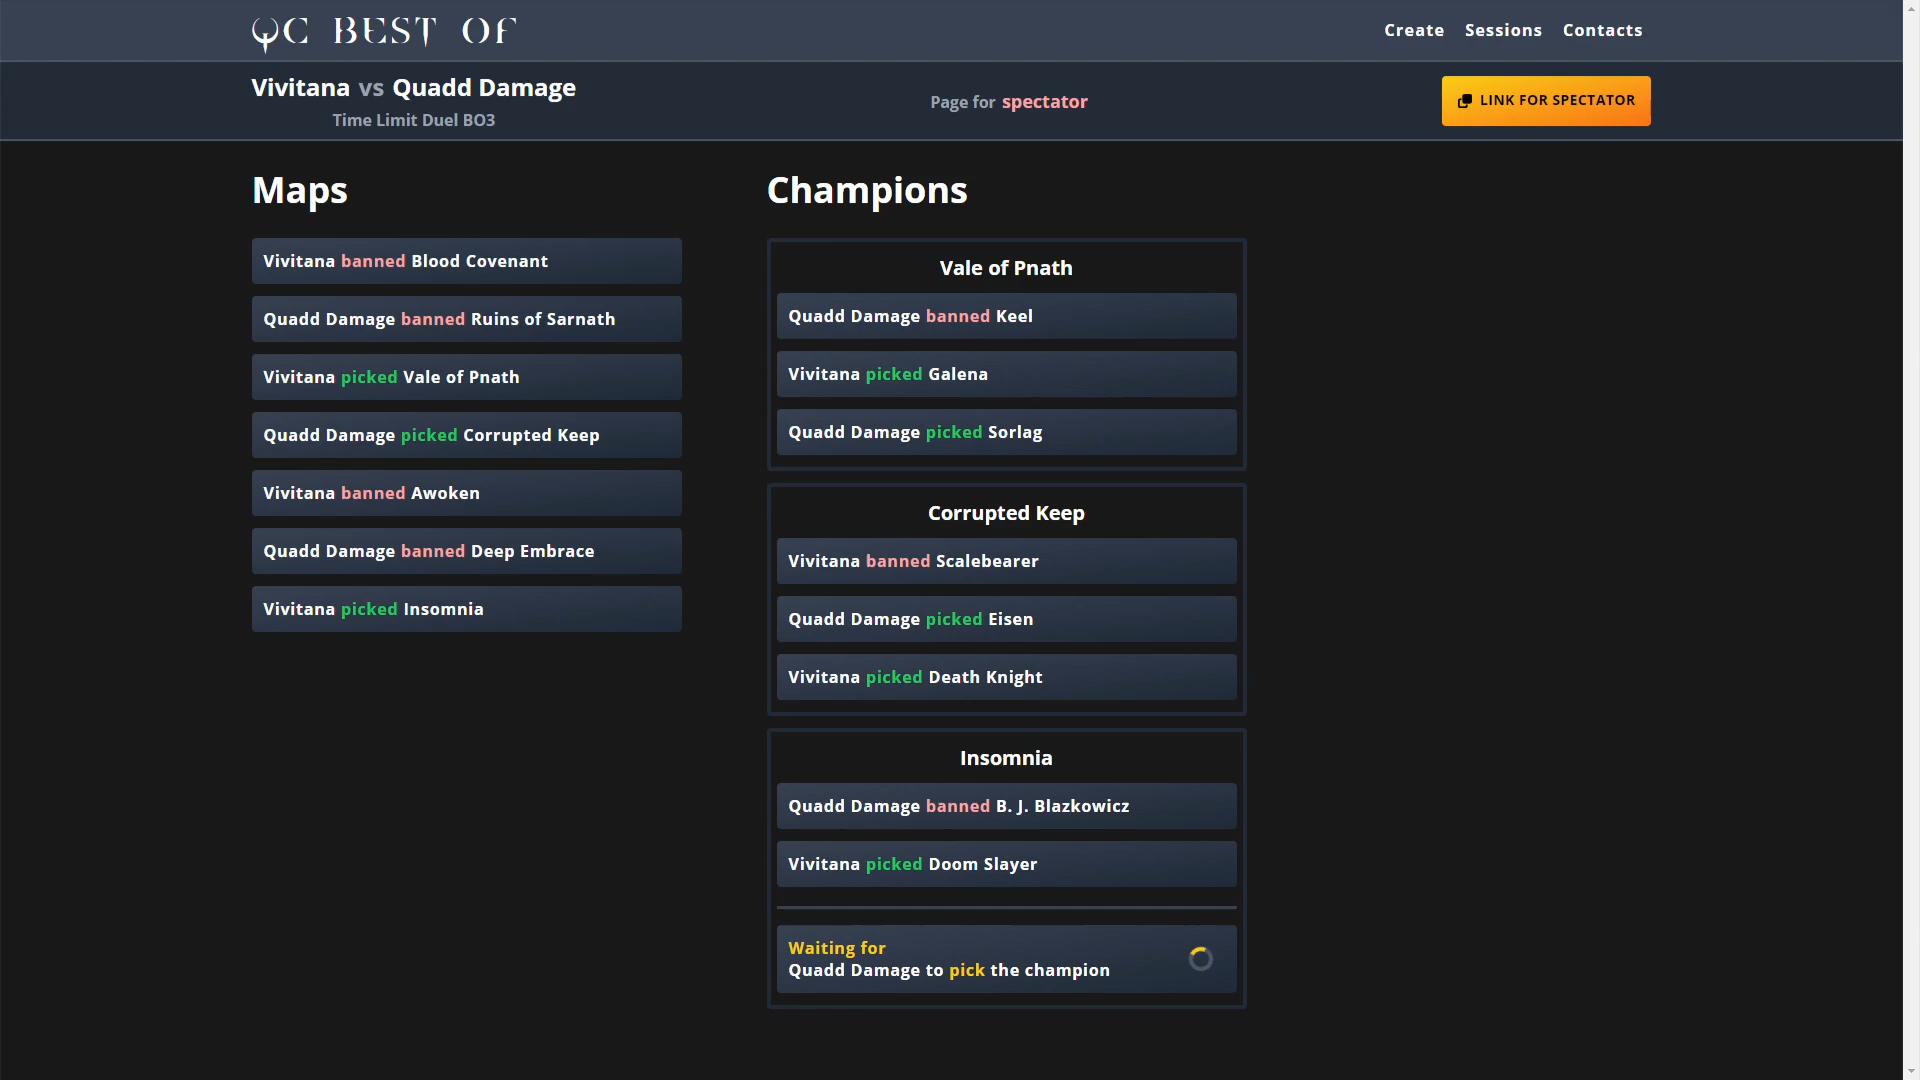 QC BEST OF
Create Sessions Contacts
Vivitana vs Quadd Damage
Time Limit Duel BO3
Page for spectator
LINK FOR SPECTATOR
Maps
Vivitana banned Blood Covenant
Quadd Damage banned Ruins of Sarnath
Vivitana picked Vale of Pnath
Quadd Damage picked Corrupted Keep
Vivitana banned Awoken
Quadd Damage banned Deep Embrace
Vivitana picked Insomnia
Champions
Vale of Pnath
Quadd Damage banned Keel
Vivitana picked Galena
Quadd Damage picked Sorlag
Corrupted Keep
Vivitana banned Scalebearer
Quadd Damage picked Eisen
Vivitana picked Death Knight
Insomnia
Quadd Damage banned B. J. Blazkowicz
Vivitana picked Doom Slayer
Waiting for
Quadd Damage to pick the champion